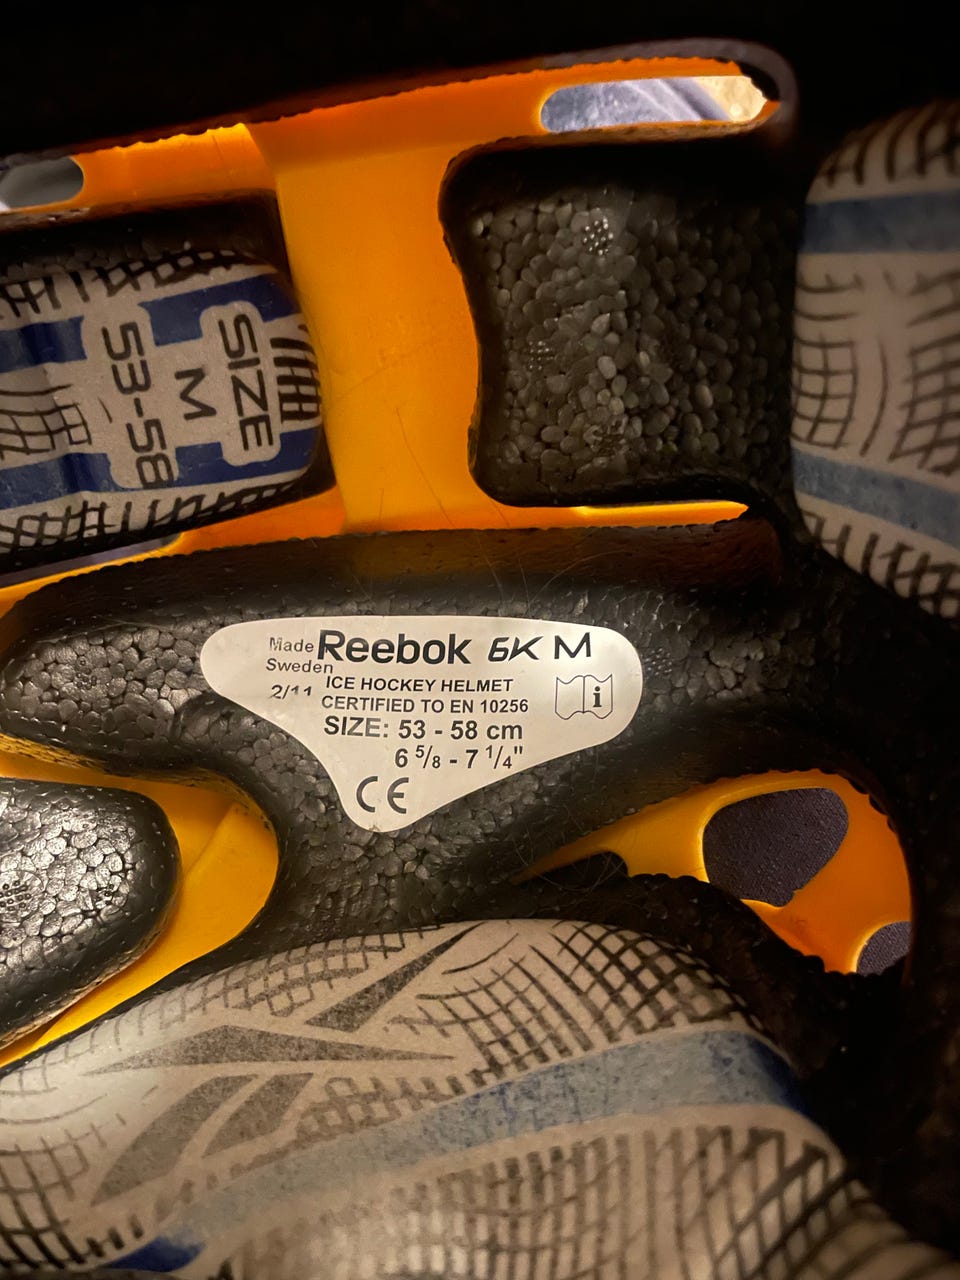 SIZE
M
53-58
Made Reebok 6K M
Sweden
2/11 ICE HOCKEY HELMET
CERTIFIED TO EN 10256
SIZE: 53 - 58 cm
6 5/8 - 7 1/4"
i
CE